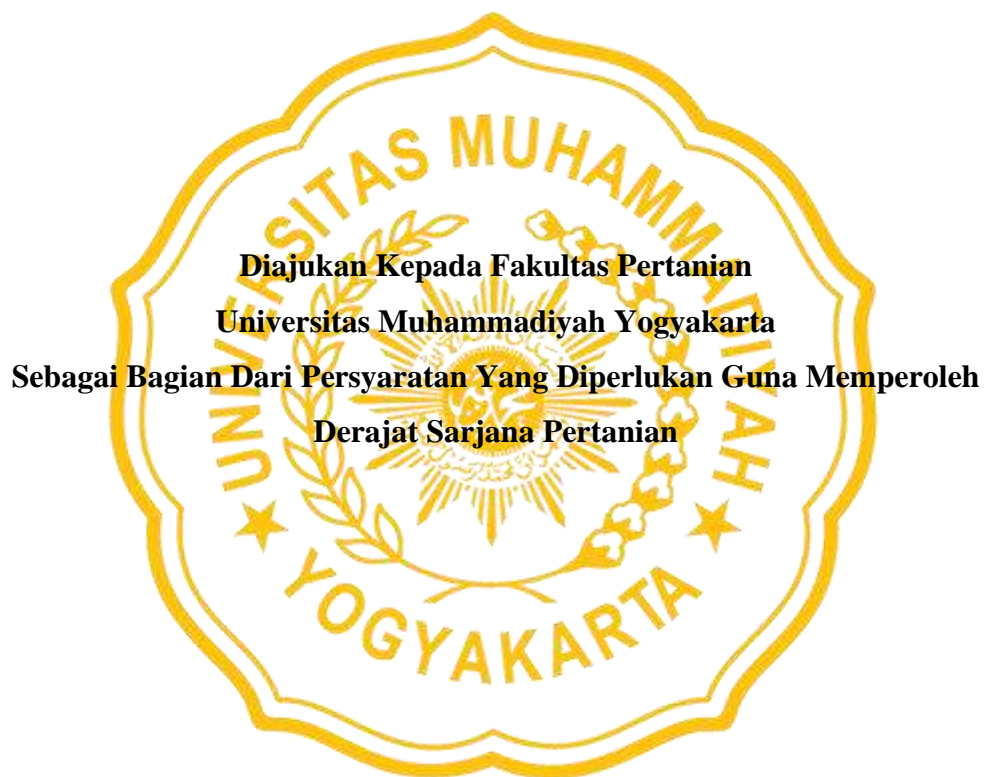 UNIVERSITAS MUHAMMADIYAH
Diajukan Kepada Fakultas Pertanian
Universitas Muhammadiyah Yogyakarta
Sebagai Bagian Dari Persyaratan Yang Diperlukan Guna Memperoleh
Derajat Sarjana Pertanian
★ YOGYAKARTA ★